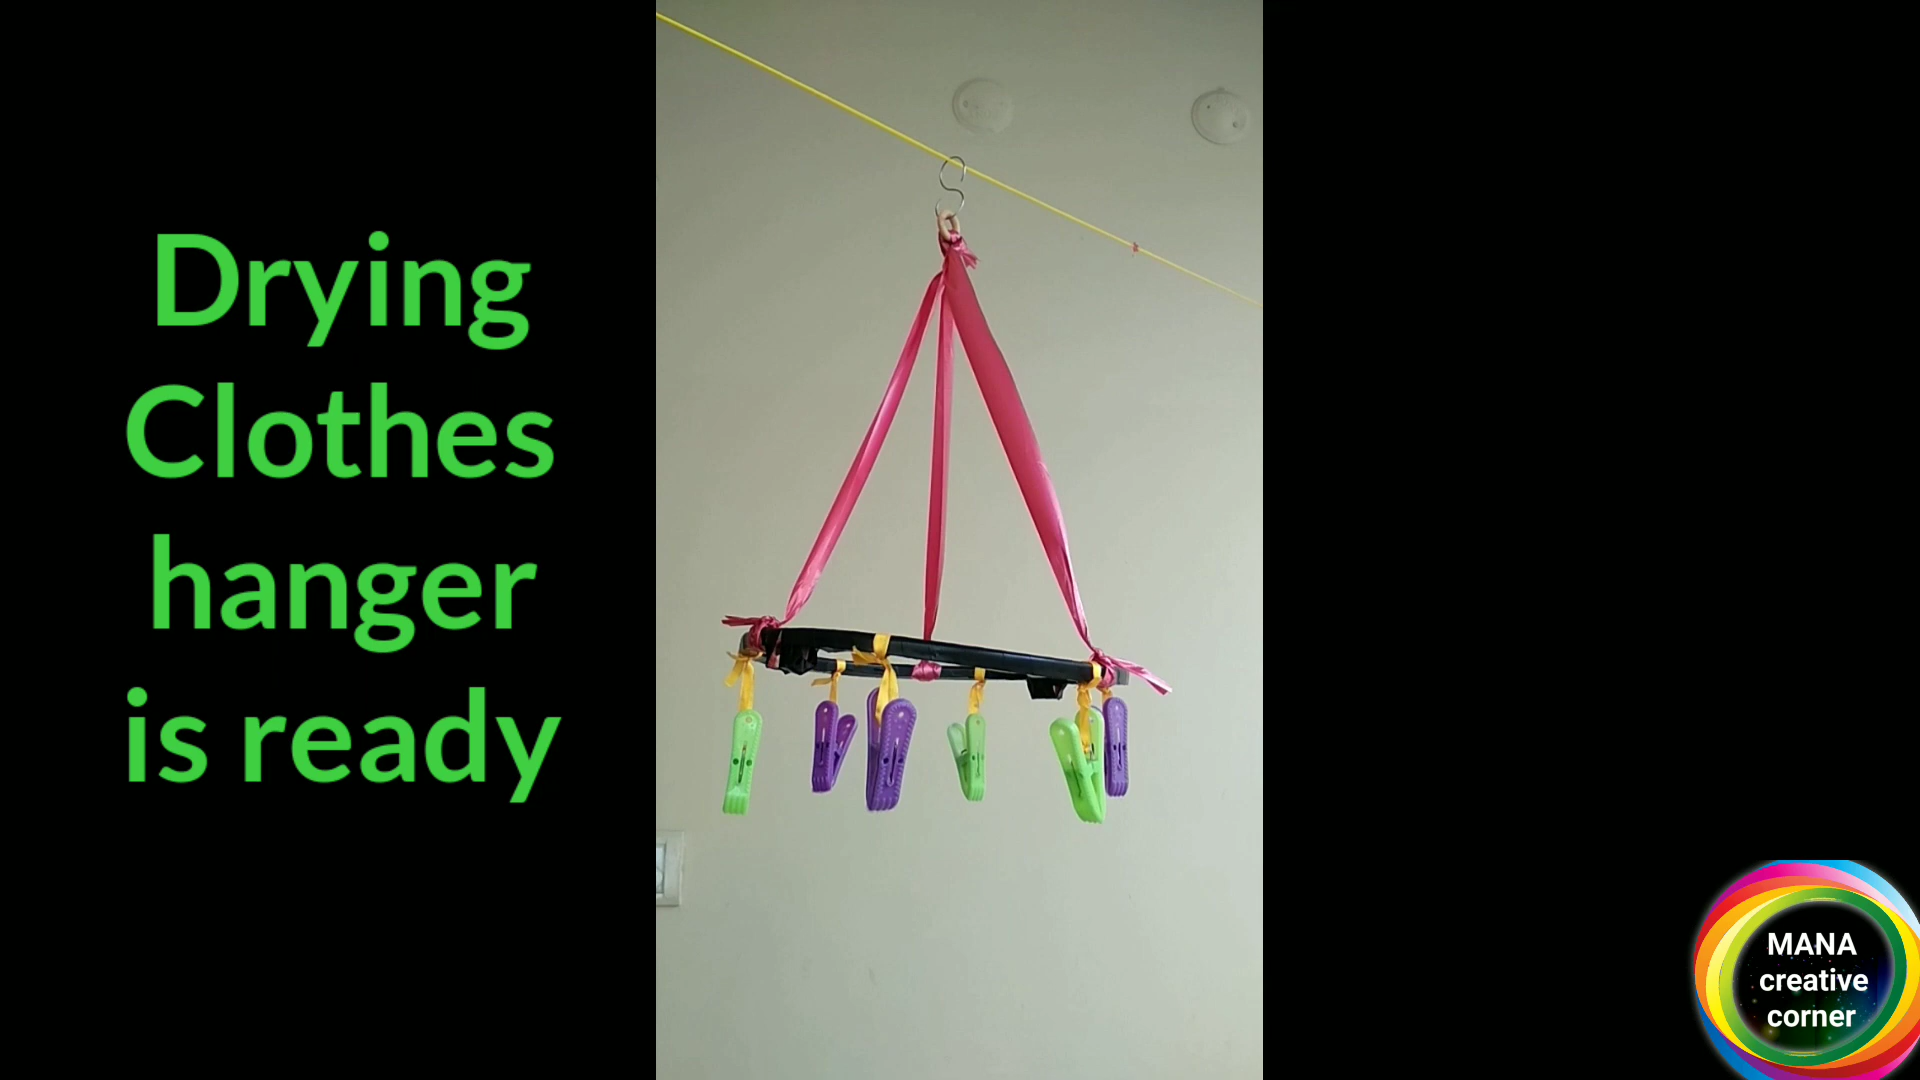 Drying
Clothes
hanger
is ready
MANA
creative
corner